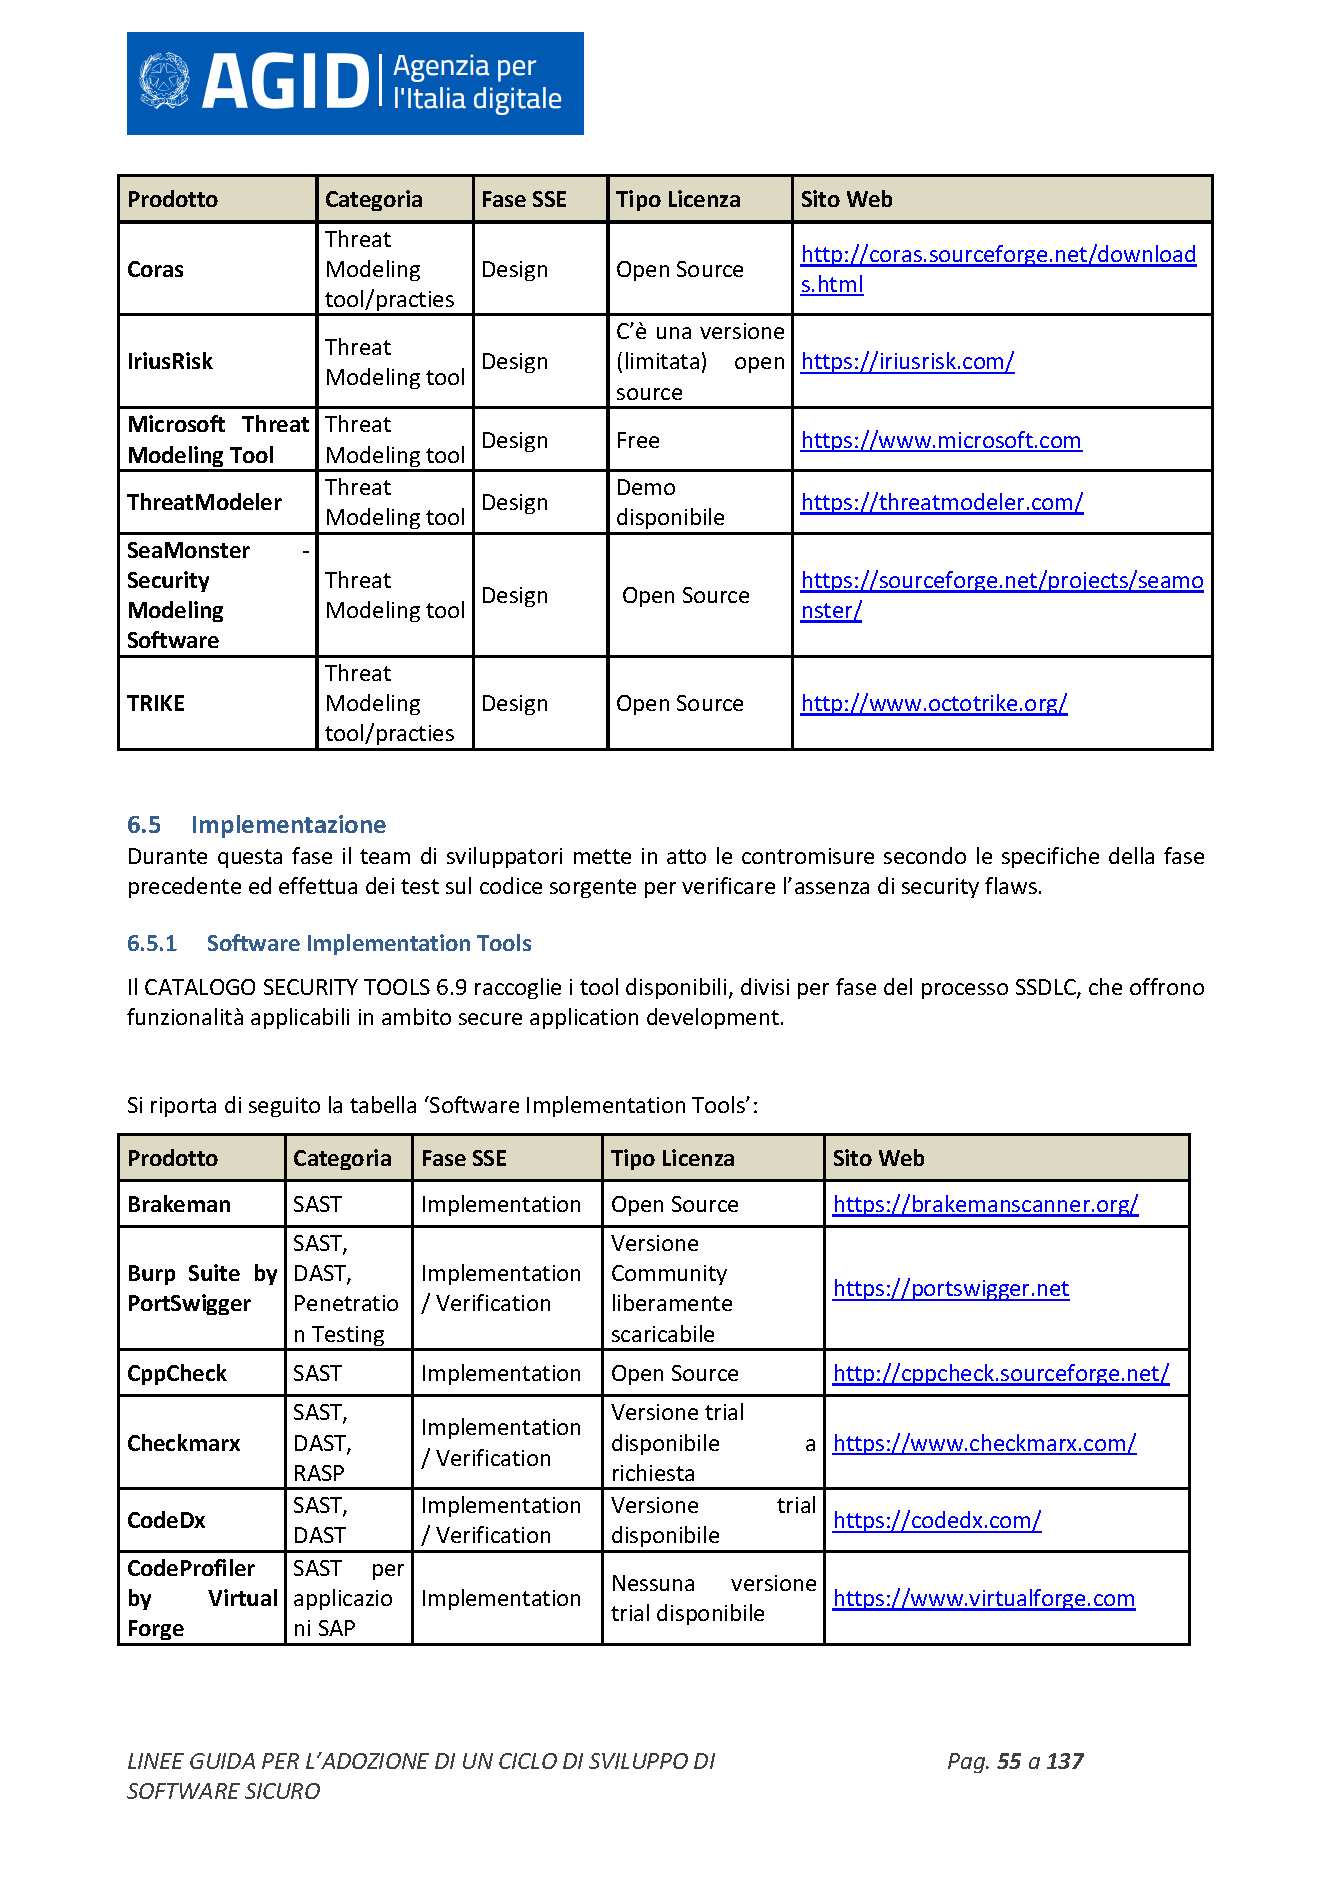 AGID
Agenzia per
l'Italia digitale
Prodotto Categoria Fase SSE Tipo Licenza Sito Web
Coras
Threat
Modeling
tool/practies
Design
Open Source
http://coras.sourceforge.net/download
s.html
IriusRisk
Threat
Modeling tool
Design
C'è una versione
(limitata) open
source
https://iriusrisk.com/
Microsoft Threat
Modeling Tool
Threat
Modeling tool
Design
Free
https://www.microsoft.com
ThreatModeler
Threat
Modeling tool
Design
Demo
disponibile
https://threatmodeler.com/
SeaMonster -
Security
Modeling
Software
Threat
Modeling tool
Design
Open Source
https://sourceforge.net/projects/seamo
nster/
TRIKE
Threat
Modeling
tool/practies
Design
Open Source
http://www.octotrike.org/
6.5 Implementazione
Durante questa fase il team di sviluppatori mette in atto le contromisure secondo le specifiche della fase
precedente ed effettua dei test sul codice sorgente per verificare l'assenza di security flaws.
6.5.1 Software Implementation Tools
Il CATALOGO SECURITY TOOLS 6.9 raccoglie i tool disponibili, divisi per fase del processo SSDLC, che offrono
funzionalità applicabili in ambito secure application development.
Si riporta di seguito la tabella ‘Software Implementation Tools’:
Prodotto Categoria Fase SSE Tipo Licenza Sito Web
Brakeman SAST Implementation Open Source https://brakemanscanner.org/
Burp Suite by
PortSwigger
SAST,
DAST,
Penetratio
n Testing
Implementation
/ Verification
Versione
Community
liberamente
scaricabile
https://portswigger.net
CppCheck SAST Implementation Open Source http://cppcheck.sourceforge.net/
Checkmarx
SAST,
DAST,
RASP
Implementation
/ Verification
Versione trial
disponibile a
richiesta
https://www.checkmarx.com/
CodeDx
SAST,
DAST
Implementation
/ Verification
Versione trial
disponibile
https://codedx.com/
CodeProfiler
by Virtual
Forge
SAST per
applicazio
ni SAP
Implementation
Nessuna versione
trial disponibile
https://www.virtualforge.com
LINEE GUIDA PER L'ADOZIONE DI UN CICLO DI SVILUPPO DI
SOFTWARE SICURO
Pag. 55 a 137